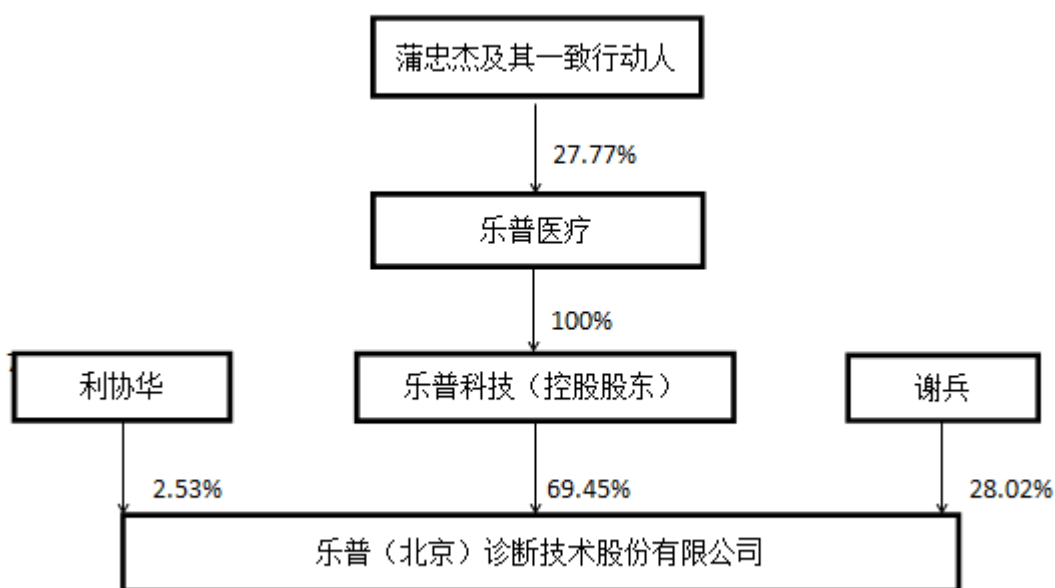 蒲忠杰及其一致行动人
27.77%
乐普医疗
100%
利协华
乐普科技（控股股东）
谢兵
2.53%
69.45%
28.02%
乐普（北京）诊断技术股份有限公司